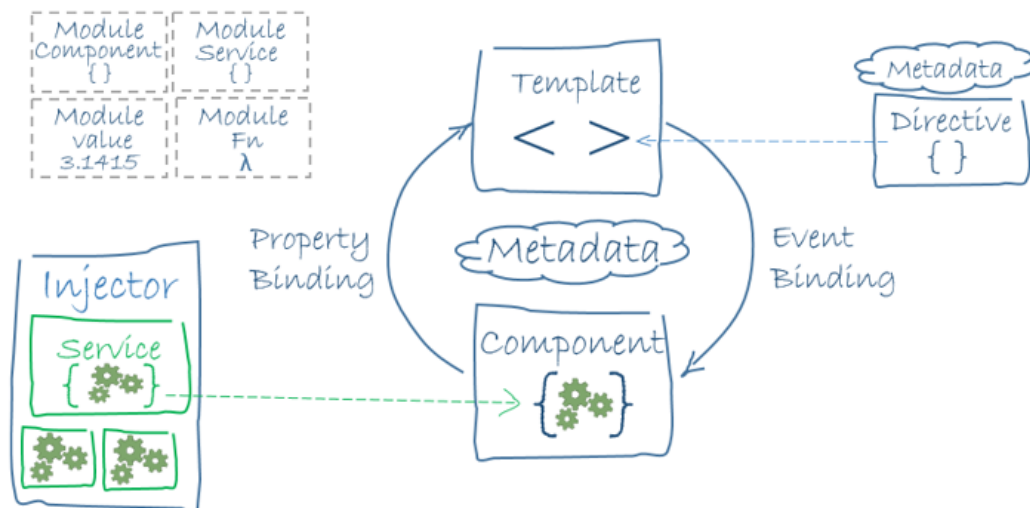 Module
Component
{ }
Module
Service
{ }
Module
value
3.1415
Module
Fn
λ
Template
< >
Metadata
Directive
{ }
Property
Binding
Metadata
Event
Binding
Injector
Service
{ }
Component
{ }